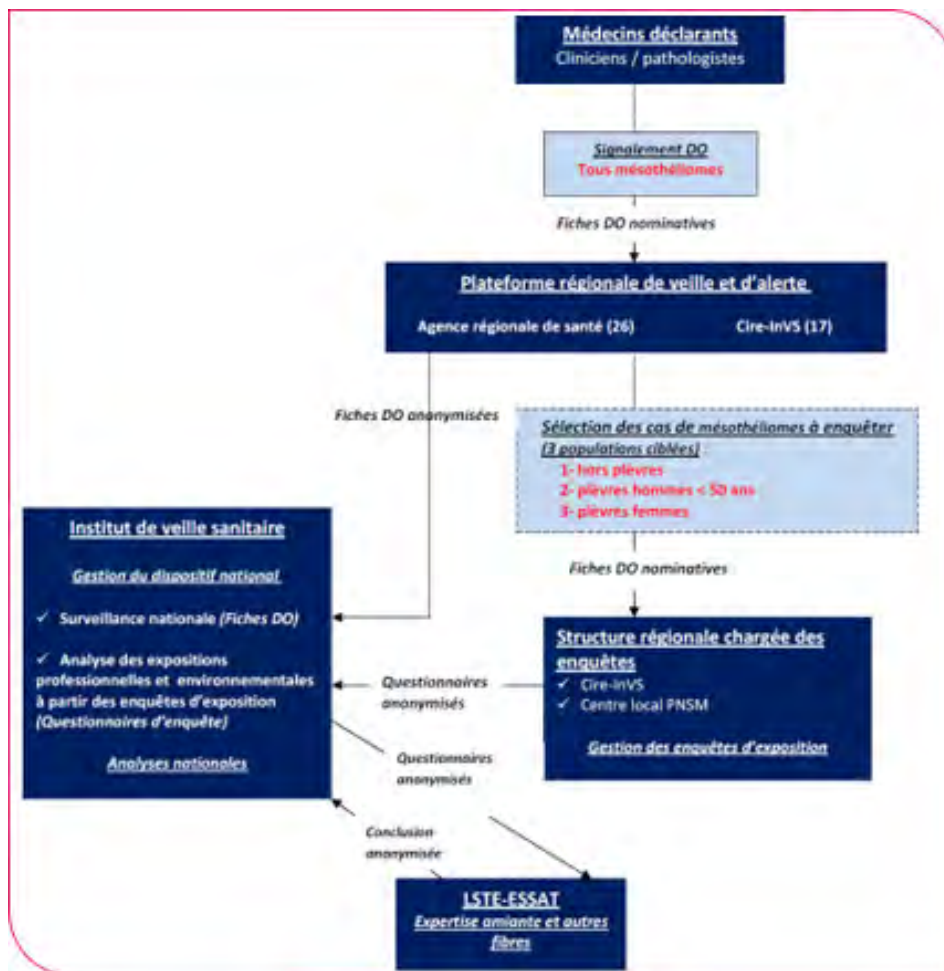 Médecins déclarants
Cliniciens / pathologistes
Signalement DO
Tous mésothéliomes
Fiches DO nominatives
Plateforme régionale de veille et d'alerte
Agence régionale de santé (26) Cire-InVS (17)
Fiches DO anonymisées
Sélection des cas de mésothéliomes à enquêter
(3 populations ciblées) :
1- hors plèvres
2- plèvres hommes < 50 ans
3- plèvres femmes
Fiches DO nominatives
Institut de veille sanitaire
Gestion du dispositif national
✓ Surveillance nationale (Fiches DO)
✓ Analyse des expositions
professionnelles et environnementales
à partir des enquêtes d'exposition
(Questionnaires d'enquête)
Analyses nationales
Structure régionale chargée des
enquêtes
✓ Cire-InVS
✓ Centre local PNSM
Gestion des enquêtes d'exposition
Questionnaires
anonymisés
Questionnaires
anonymisés
Conclusion
anonymisée
LSTE-ESSAT
Expertise amiante et autres
fibres